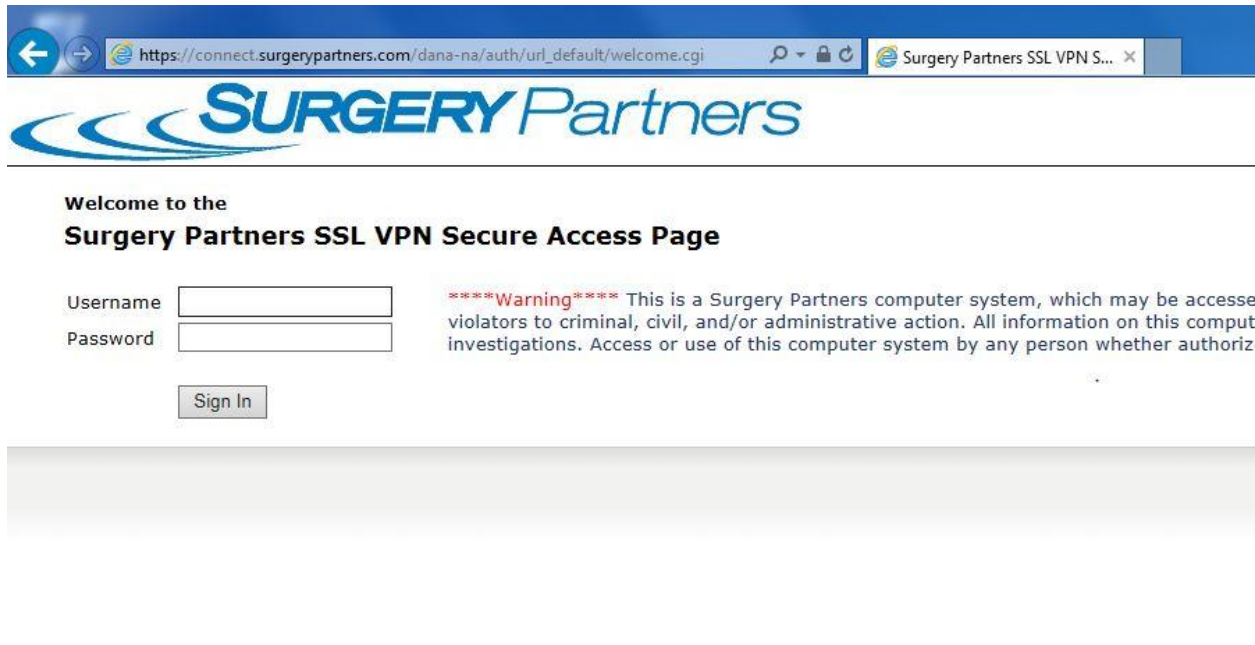 https://connect.surgerypartners.com/dana-na/auth/url_default/welcome.cgi
Surgery Partners SSL VPN S...
SURGERY Partners
Welcome to the
Surgery Partners SSL VPN Secure Access Page
Username
****Warning**** This is a Surgery Partners computer system, which may be accesse
violators to criminal, civil, and/or administrative action. All information on this comput
Password
investigations. Access or use of this computer system by any person whether authoriz
.
Sign In